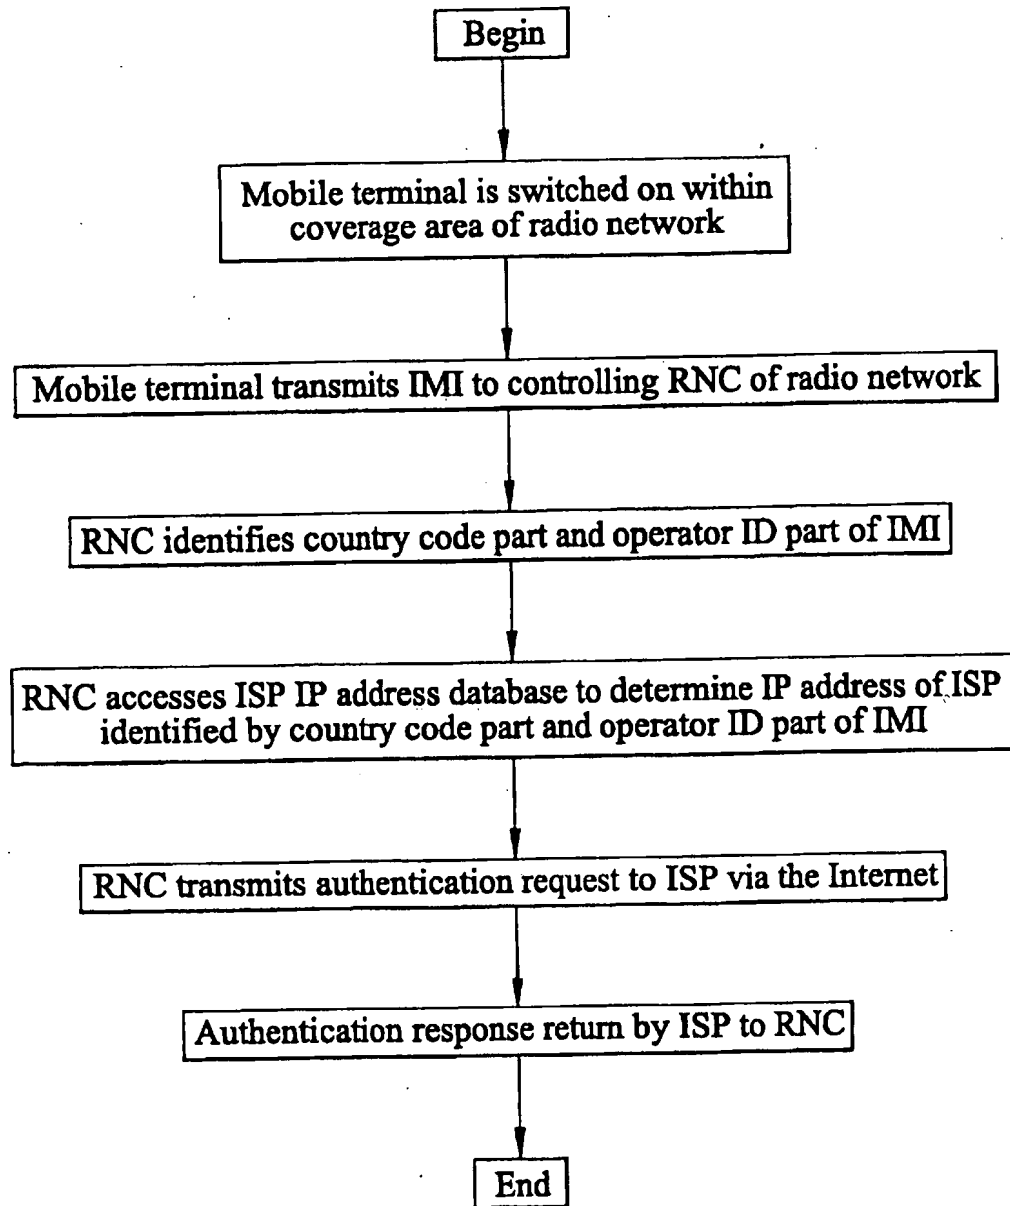 Begin
Mobile terminal is switched on within
coverage area of radio network
Mobile terminal transmits IMI to controlling RNC of radio network
RNC identifies country code part and operator ID part of IMI
RNC accesses ISP IP address database to determine IP address of ISP
identified by country code part and operator ID part of IMI
RNC transmits authentication request to ISP via the Internet
Authentication response return by ISP to RNC
End